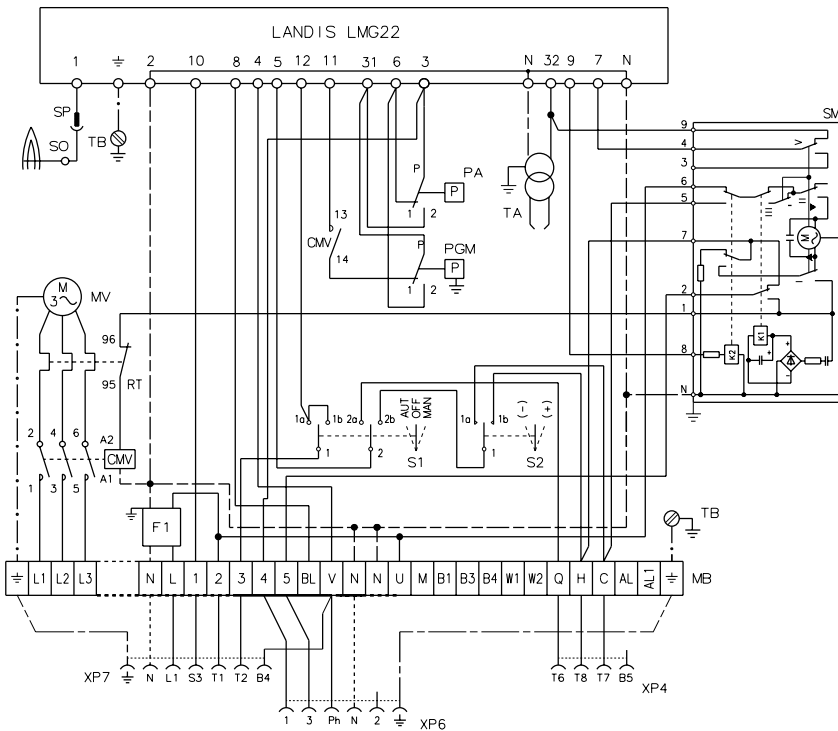 LANDIS LMG22
1 2 10 8 4 5 12 11 31 6 3 N 32 9 7 N
SP
SO
TB
SM
9
4
3
6
5
7
2
1
8
N
V
III
II
I
M
K1
K2
+
-
+
P
PA
1 2
TA
13
CMV
14
P
PGM
P
P
1 2
M
3~
MV
96
95
RT
2 4 6 A2
CMV
A1
1 3 5
1a 1b 2a 2b
AUT
OFF
MAN
1 2
S1
1a 1b
(-)
(+)
1
S2
F1
TB
L1 L2 L3 N L 1 2 3 4 5 BL V N N U M B1 B3 B4 W1 W2 Q H C AL AL1 MB
XP7 N L1 S3 T1 T2 B4
T6 T8 T7 B5 XP4
1 3 Ph N 2 XP6